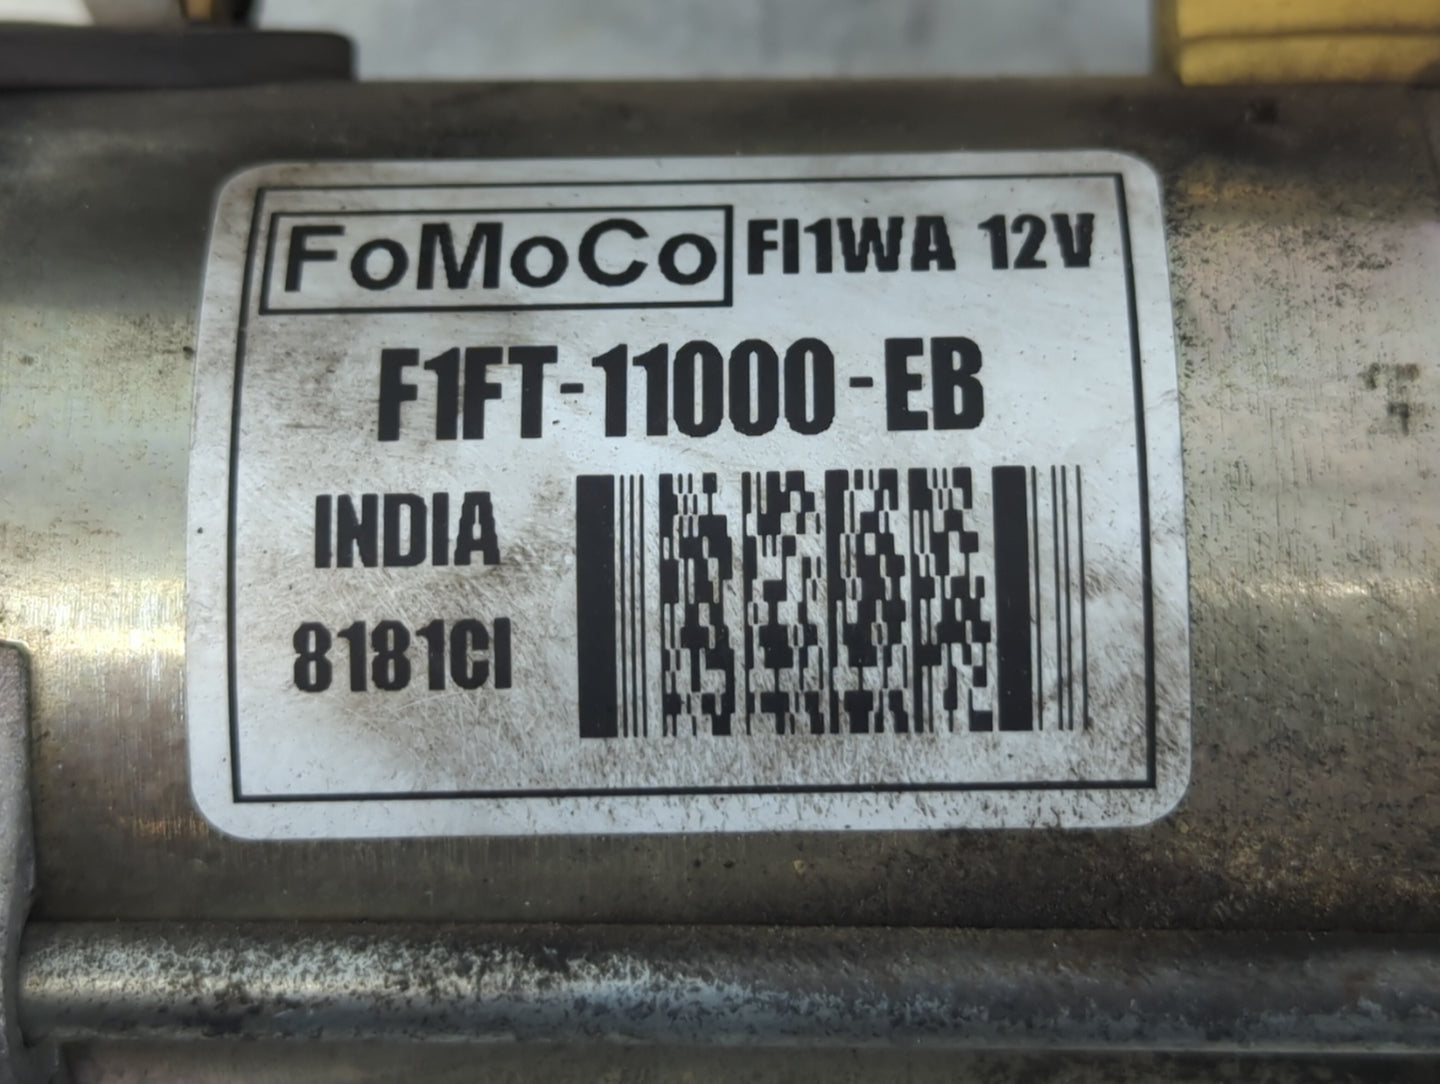 FoMoCo FI1WA 12V
F1FT-11000-EB
INDIA
8181CI